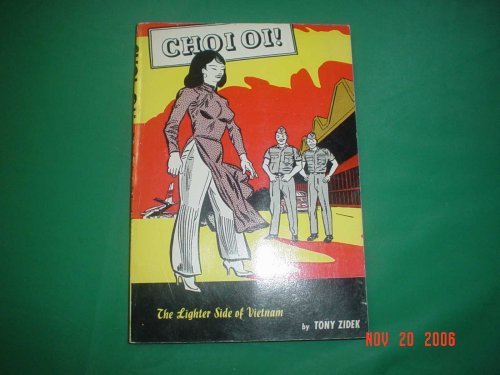 CHOI OI!
The Lighter Side of Vietnam
by TONY ZIDEK
NOV 20 2006